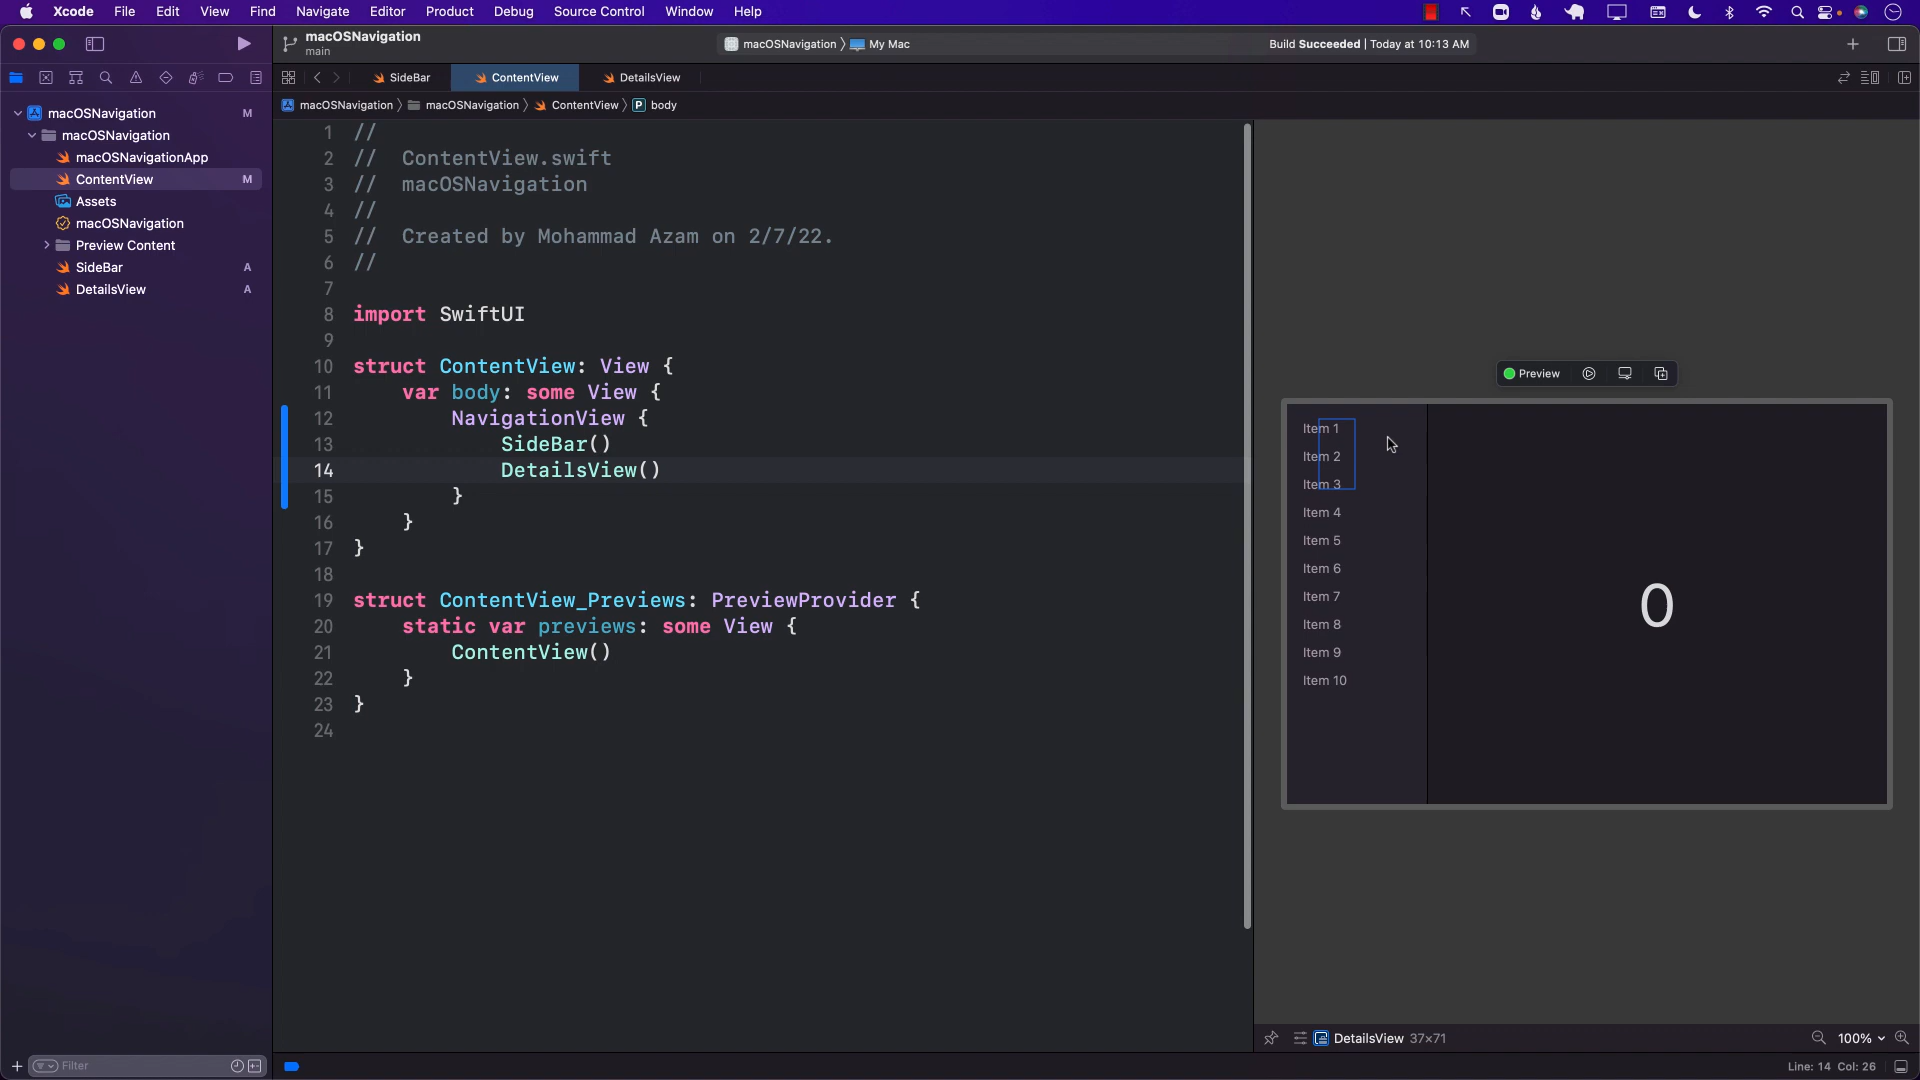 Xcode File Edit View Find Navigate Editor Product Debug Source Control Window Help
macOSNavigation
main
macOSNavigation My Mac
Build Succeeded | Today at 10:13 AM
SideBar
ContentView
DetailsView
macOSNavigation ContentView P body
macOSNavigation macOSNavigation ContentView body
macOSNavigation M
macOSNavigation
macOSNavigationApp
ContentView M
Assets
macOSNavigation
Preview Content
SideBar A
DetailsView A
Filter
1 //
2 // ContentView.swift
3 // macOSNavigation
4 //
5 // Created by Mohammad Azam on 2/7/22.
6 //
7
8 import SwiftUI
9
10 struct ContentView: View {
11 var body: some View {
12 NavigationView {
13 SideBar()
14 DetailsView()
15 }
16 }
17 }
18
19 struct ContentView_Previews: PreviewProvider {
20 static var previews: some View {
21 ContentView()
22 }
23 }
24
Preview
Item 1
Item 2
Item 3
Item 4
Item 5
Item 6
Item 7
Item 8
Item 9
Item 10
0
DetailsView 37×71
100%
Line: 14 Col: 26